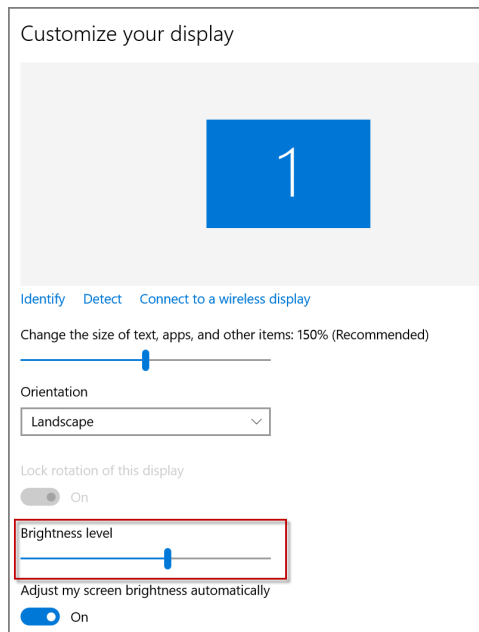 Customize your display
1
Identify Detect Connect to a wireless display
Change the size of text, apps, and other items: 150% (Recommended)
Orientation
Landscape
Lock rotation of this display
On
Brightness level
Adjust my screen brightness automatically
On